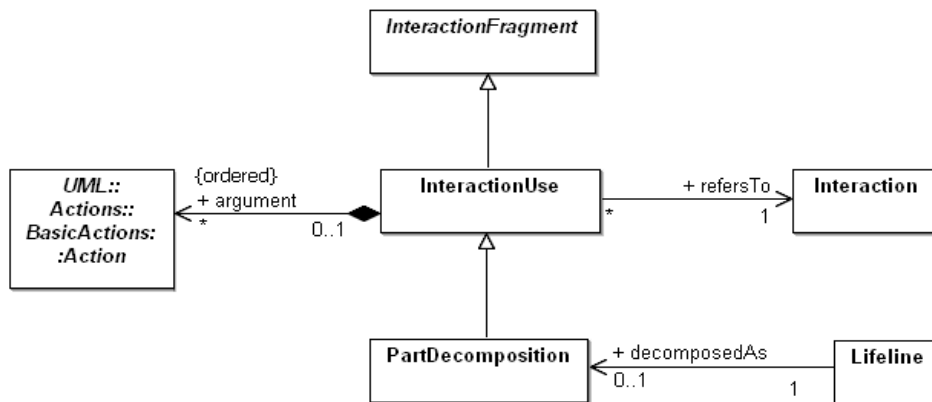 InteractionFragment
UML::
Actions::
BasicActions:
:Action
{ordered}
+ argument
*
0..1
InteractionUse
*
+ refersTo
1
Interaction
PartDecomposition
+ decomposedAs
0..1
1
Lifeline